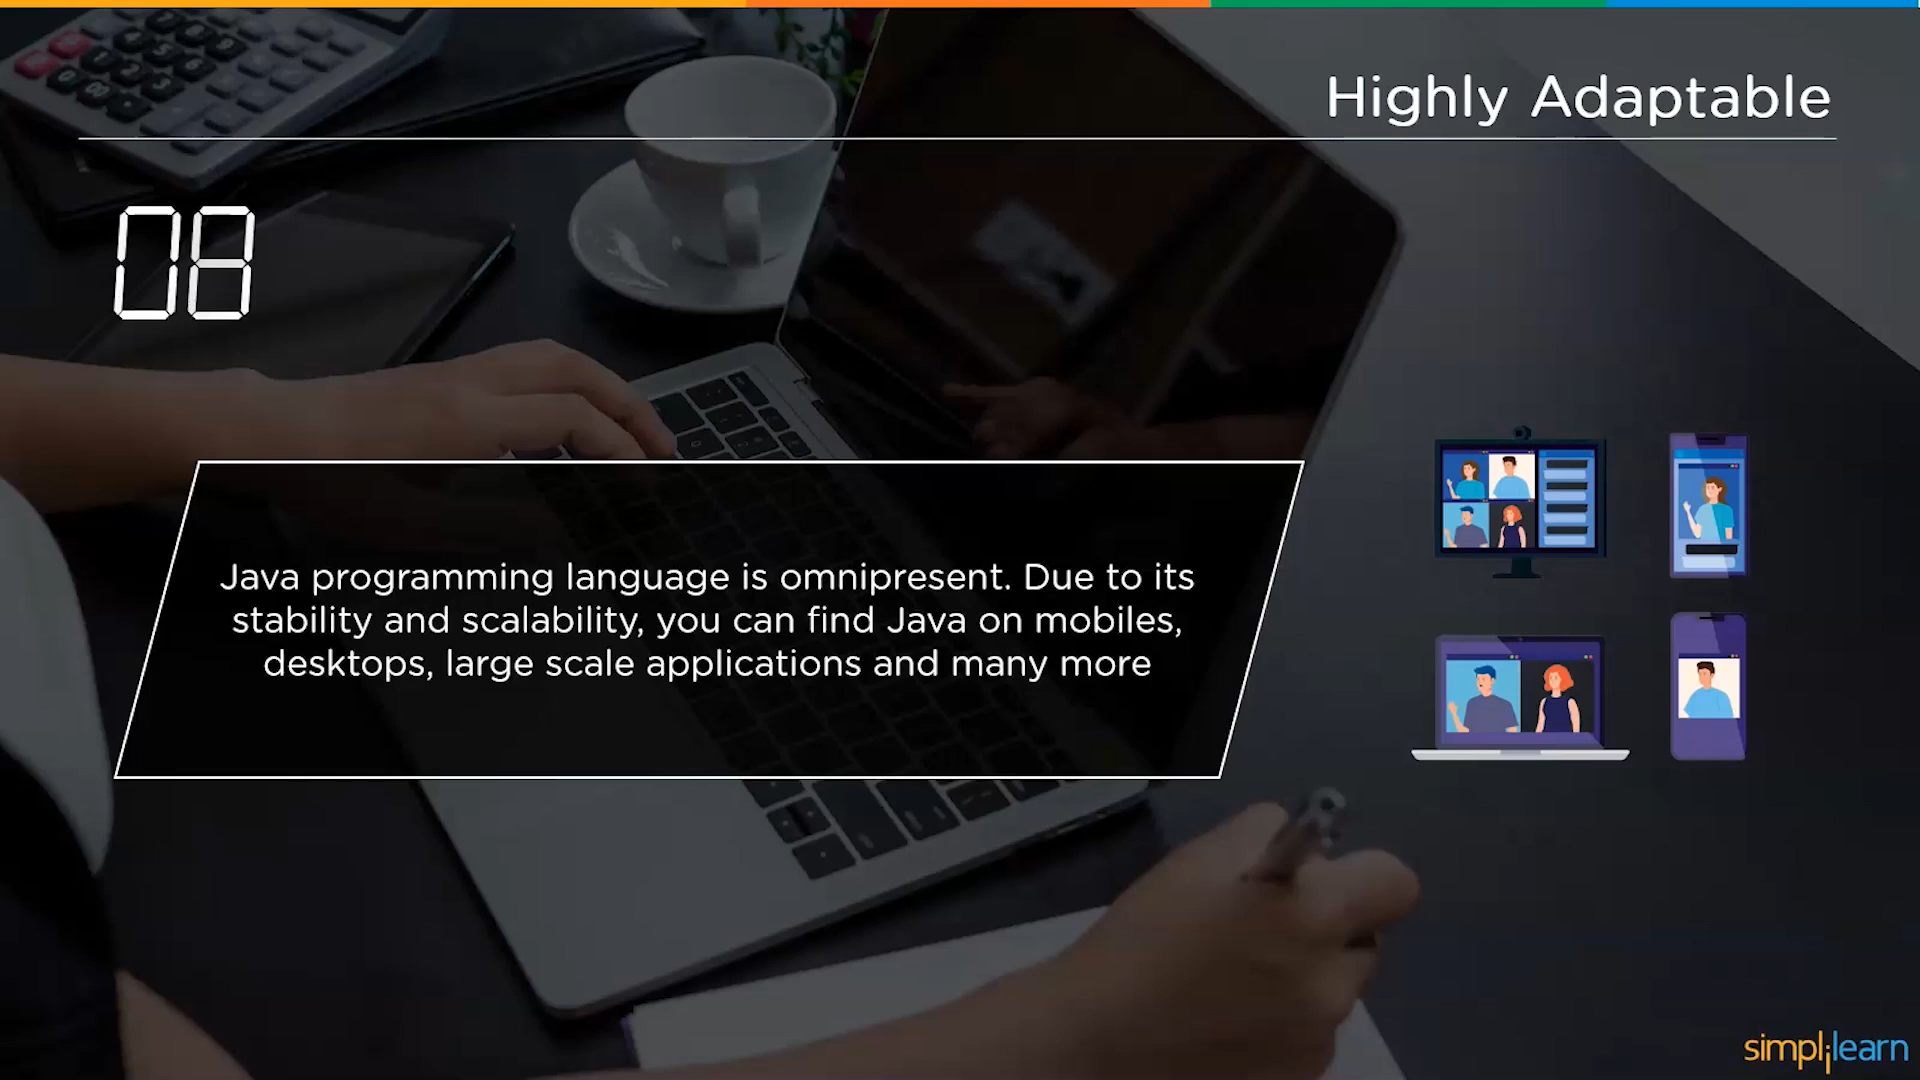 Highly Adaptable
08
Java programming language is omnipresent. Due to its
stability and scalability, you can find Java on mobiles,
desktops, large scale applications and many more
simplilearn